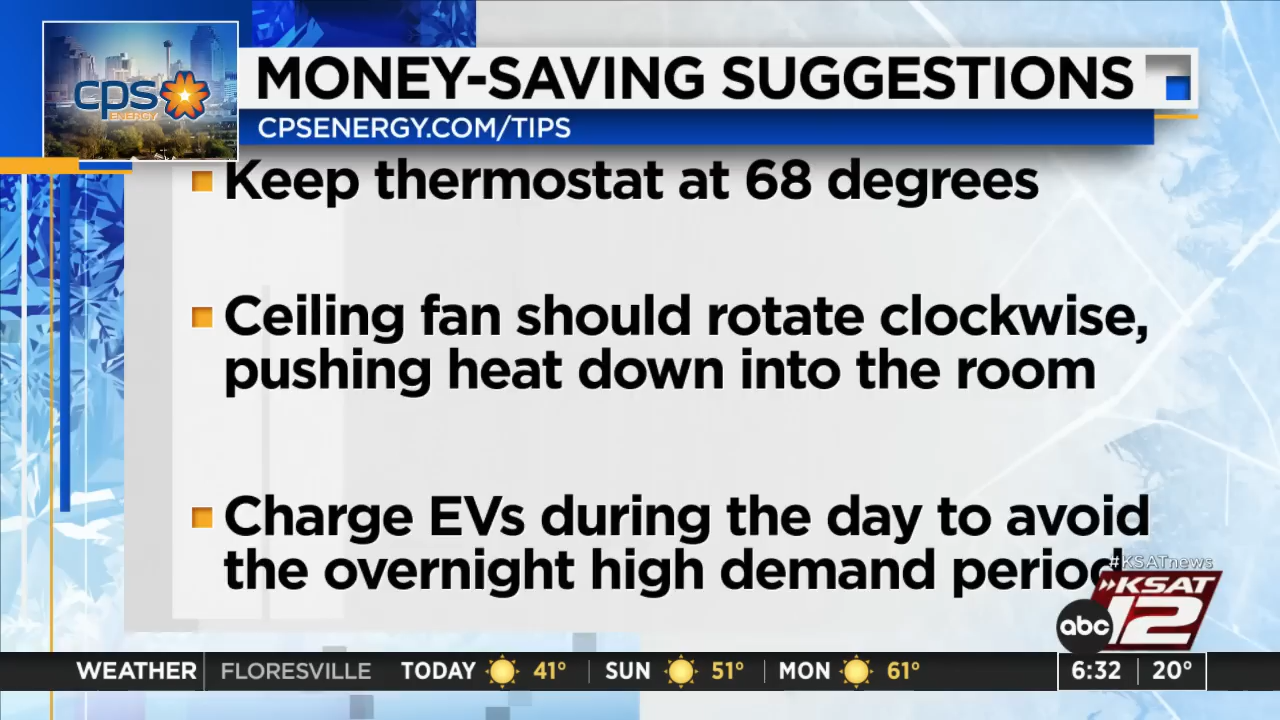 cps
ENERGY
MONEY-SAVING SUGGESTIONS
CPSENERGY.COM/TIPS
Keep thermostat at 68 degrees
Ceiling fan should rotate clockwise,
pushing heat down into the room
Charge EVs during the day to avoid
the overnight high demand period
#KSATnews
KSAT
12
abc
WEATHER FLORESVILLE TODAY 41° SUN 51° MON 61° 6:32 20°